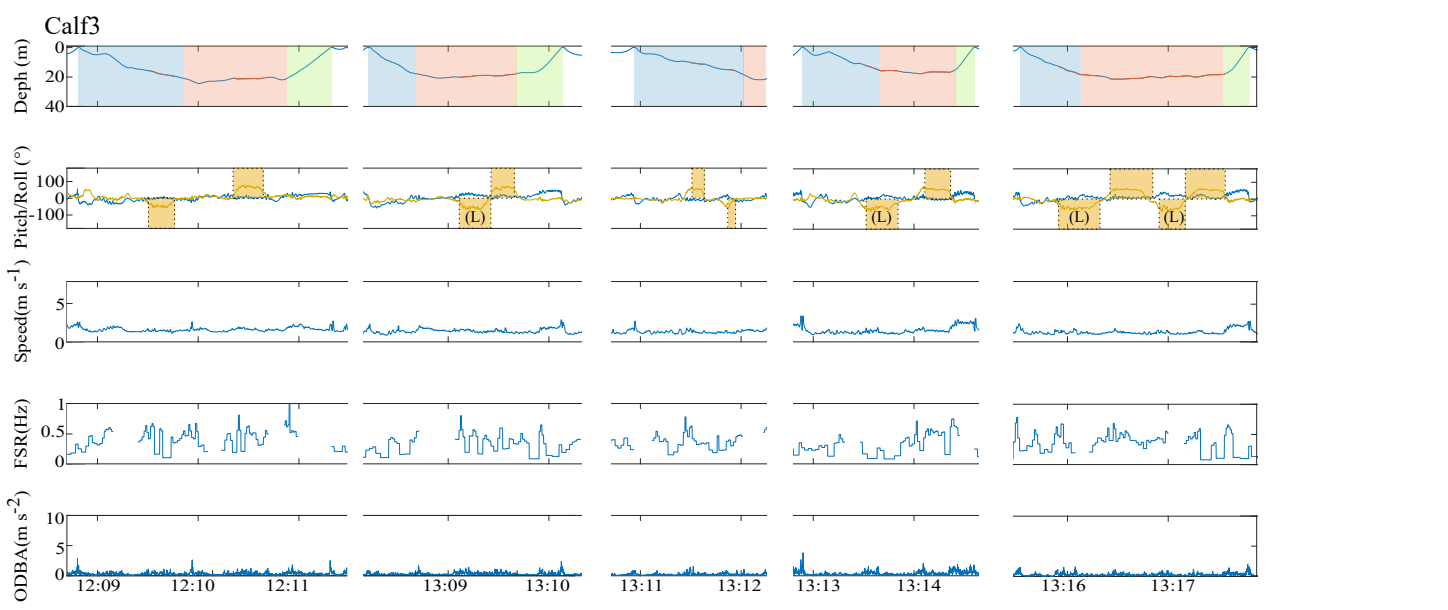 Calf3
Deph (m)
0
20
40
Pitch/Roll (°)
100
0
-100
(L)
(L)
(L)
(L)
Speed(m s-1)
5
0
FSR(Hz)
1
0.5
0
ODBA(m s-2)
10
5
0
12:09
12:10
12:11
13:09
13:10
13:11
13:12
13:13
13:14
13:16
13:17